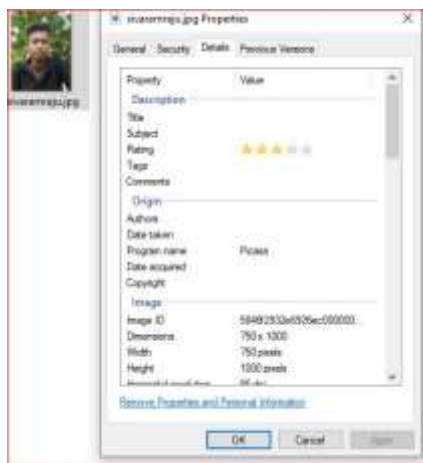 sivaramraju.jpg Properties
General Security Details Previous Versions
sivaramraju.jpg
Property Value
Description
Title
Subject
Rating
Tags
Comments
Origin
Authors
Date taken
Program name Picasa
Date acquired
Copyright
Image
Image ID
Dimensions 750 x 1000
Width 750 pixels
Height 1000 pixels
Remove Properties and Personal Information
OK Cancel Apply